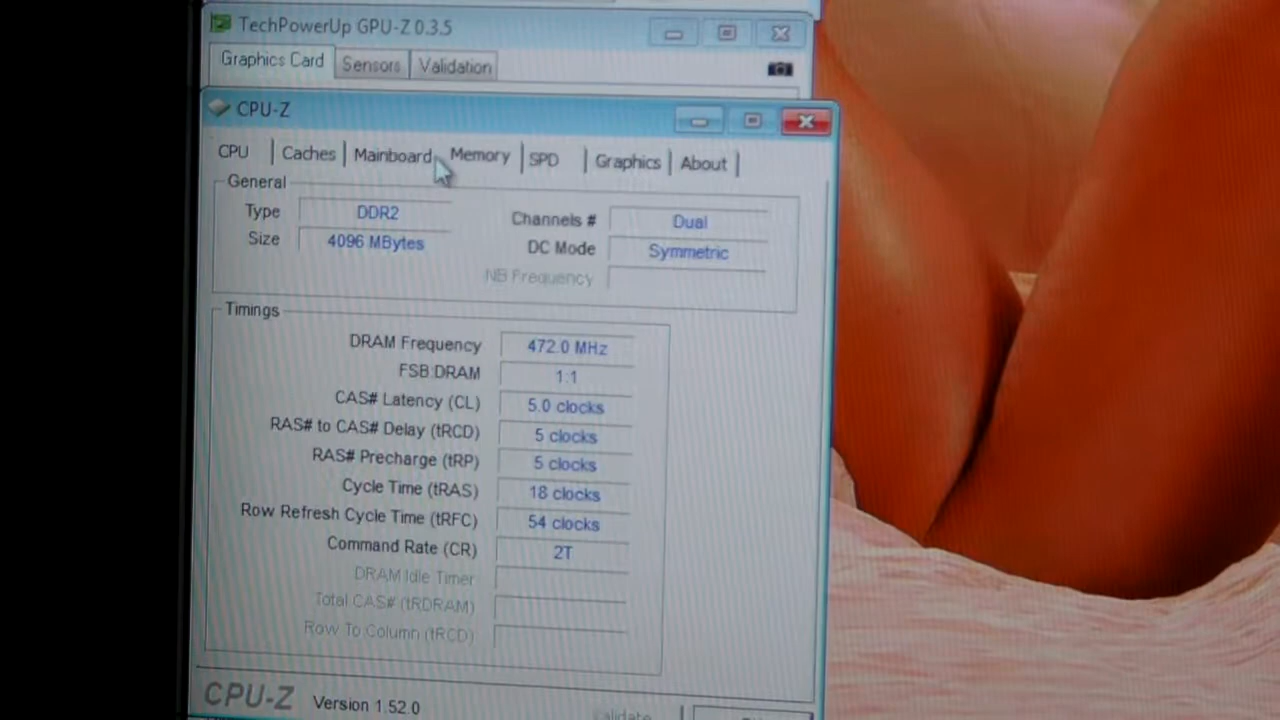 TechPowerUp GPU-Z 0.3.5
Graphics Card Sensors Validation
CPU-Z
CPU Caches Mainboard Memory SPD Graphics About
General
Type DDR2 Channels # Dual
Size 4096 MBytes DC Mode Symmetric
NB Frequency
Timings
DRAM Frequency 472.0 MHz
FSB:DRAM 1:1
CAS# Latency (CL) 5.0 clocks
RAS# to CAS# Delay (tRCD) 5 clocks
RAS# Precharge (tRP) 5 clocks
Cycle Time (tRAS) 18 clocks
Row Refresh Cycle Time (tRFC) 54 clocks
Command Rate (CR) 2T
DRAM Idle Timer
Total CAS# (tRDRAM)
Row To Column (tRCD)
CPU-Z Version 1.52.0
Validate